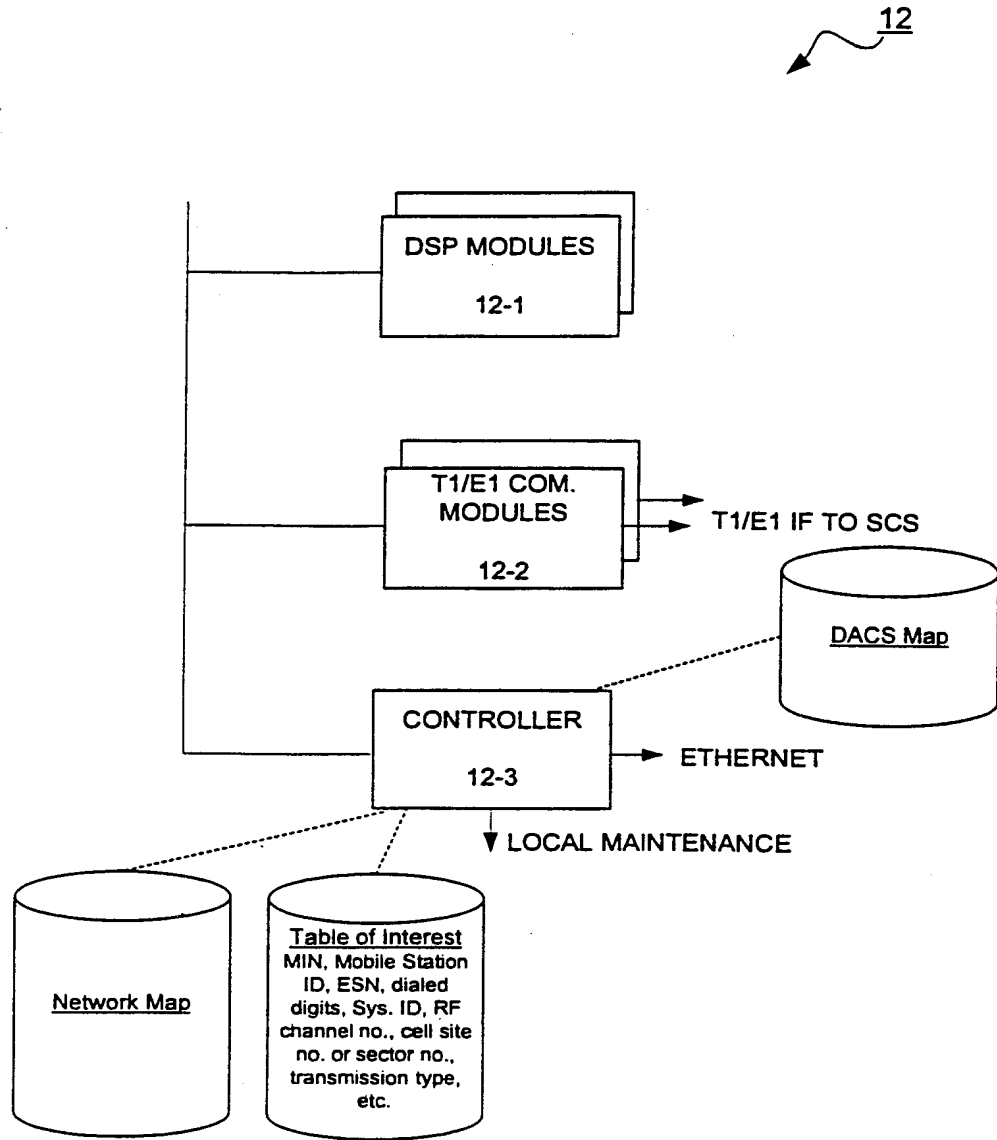 12
DSP MODULES
12-1
T1/E1 COM.
MODULES
12-2
T1/E1 IF TO SCS
DACS Map
CONTROLLER
12-3
ETHERNET
LOCAL MAINTENANCE
Network Map
Table of Interest
MIN, Mobile Station
ID, ESN, dialed
digits, Sys. ID, RF
channel no., cell site
no. or sector no.,
transmission type,
etc.